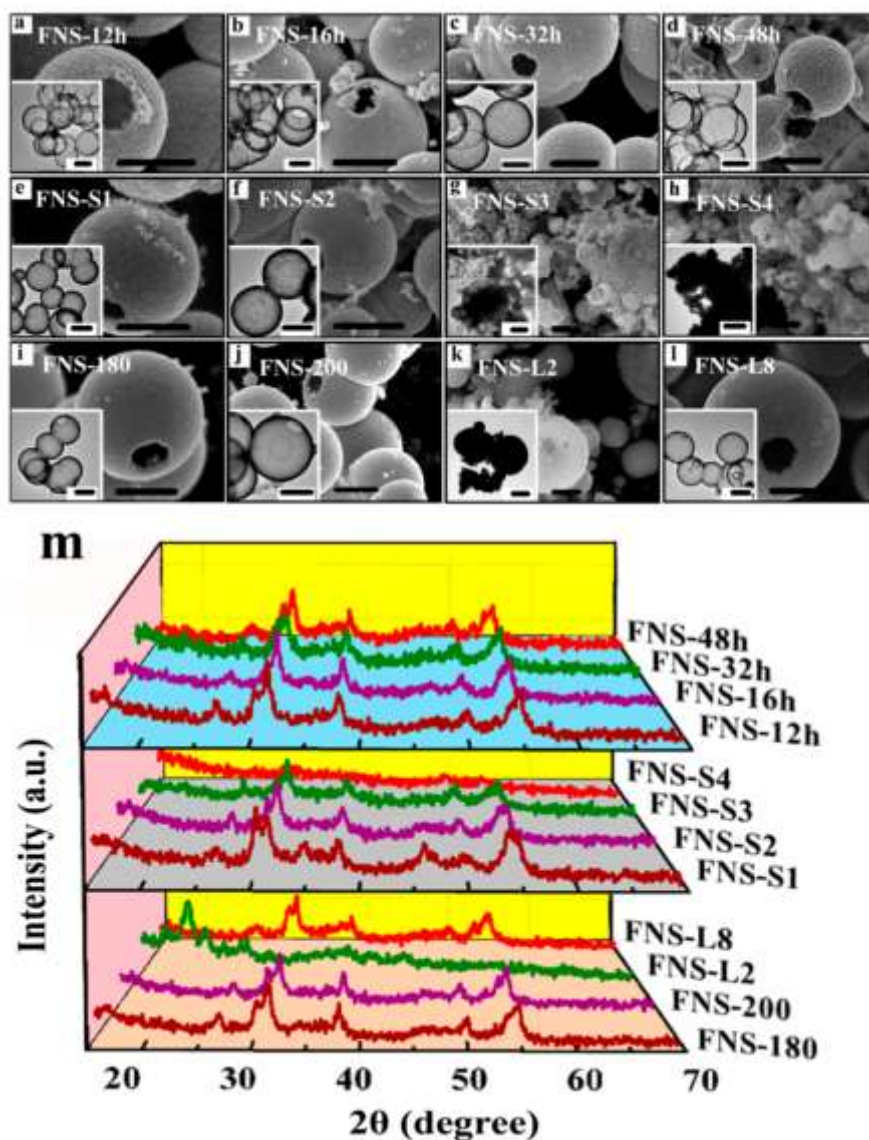 a FNS-12h
b FNS-16h
c FNS-32h
d FNS-48h
e FNS-S1
f FNS-S2
g FNS-S3
h FNS-S4
i FNS-180
j FNS-200
k FNS-L2
l FNS-L8
m
FNS-48h
FNS-32h
FNS-16h
FNS-12h
FNS-S4
FNS-S3
FNS-S2
FNS-S1
FNS-L8
FNS-L2
FNS-200
FNS-180
Intensity (a.u.)
20 30 40 50 60 70
2θ (degree)